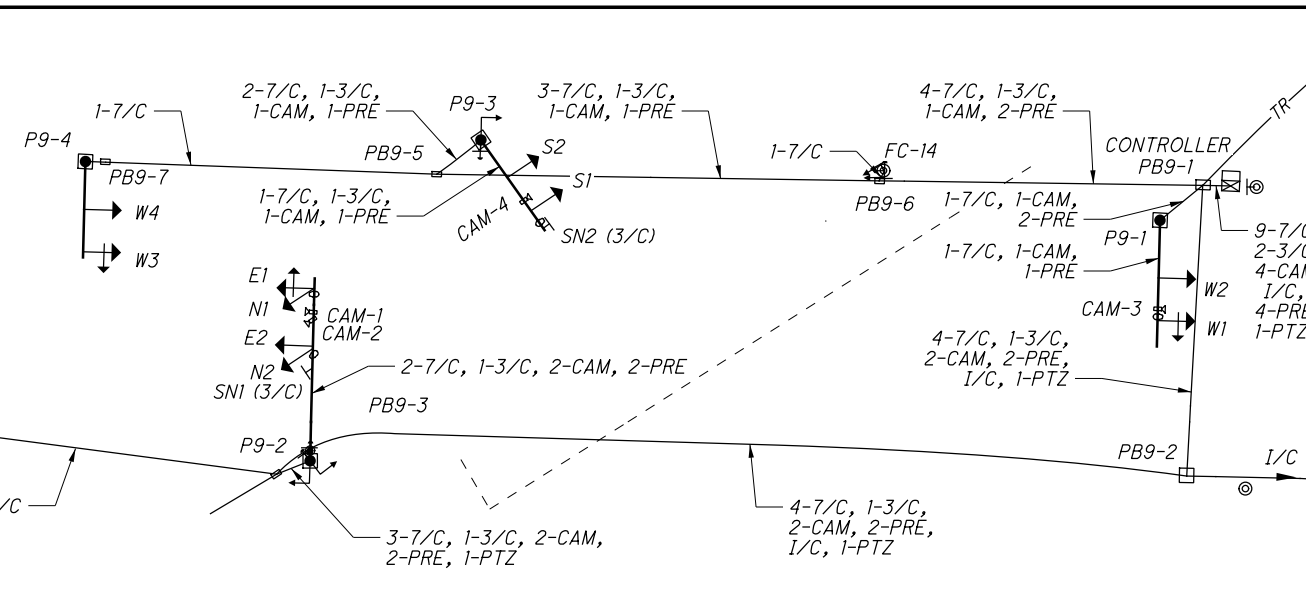 2-7/C, 1-3/C,
1-CAM, 1-PRE
3-7/C, 1-3/C,
1-CAM, 1-PRE
4-7/C, 1-3/C,
1-CAM, 2-PRE
1-7/C
P9-3
TR
P9-4
PB9-5
S2
1-7/C
FC-14
CONTROLLER
PB9-1
PB9-7
S1
1-7/C, 1-3/C,
1-CAM, 1-PRE
PB9-6
1-7/C, 1-CAM,
2-PRE
W4
CAM-4
SN2 (3/C)
P9-1
9-7/C
2-3/C
4-CAM
I/C,
4-PRE
1-PTZ
W3
1-7/C, 1-CAM,
1-PRE
E1
N1
CAM-1
CAM-2
W2
CAM-3
W1
E2
N2
SN1 (3/C)
2-7/C, 1-3/C, 2-CAM, 2-PRE
4-7/C, 1-3/C,
2-CAM, 2-PRE,
I/C, 1-PTZ
PB9-3
P9-2
PB9-2
I/C
/C
3-7/C, 1-3/C, 2-CAM,
2-PRE, 1-PTZ
4-7/C, 1-3/C,
2-CAM, 2-PRE,
I/C, 1-PTZ